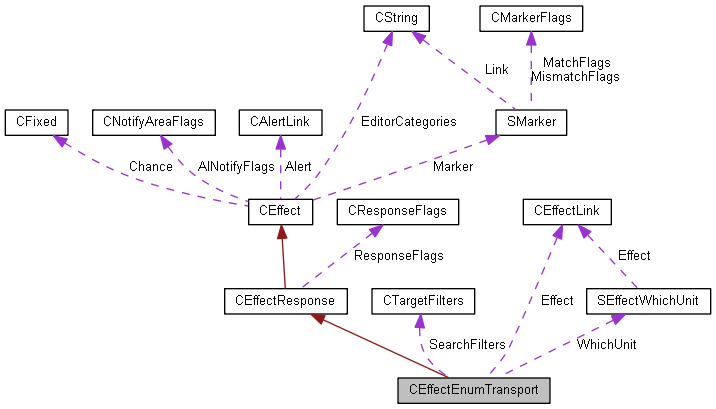 CString
CMarkerFlags
MatchFlags
MismatchFlags
Link
CFixed
CNotifyAreaFlags
CAlertLink
EditorCategories
SMarker
Chance
AINotifyFlags
Alert
Marker
CEffect
CResponseFlags
CEffectLink
ResponseFlags
Effect
CEffectResponse
CTargetFilters
Effect
SEffectWhichUnit
SearchFilters
WhichUnit
CEffectEnumTransport